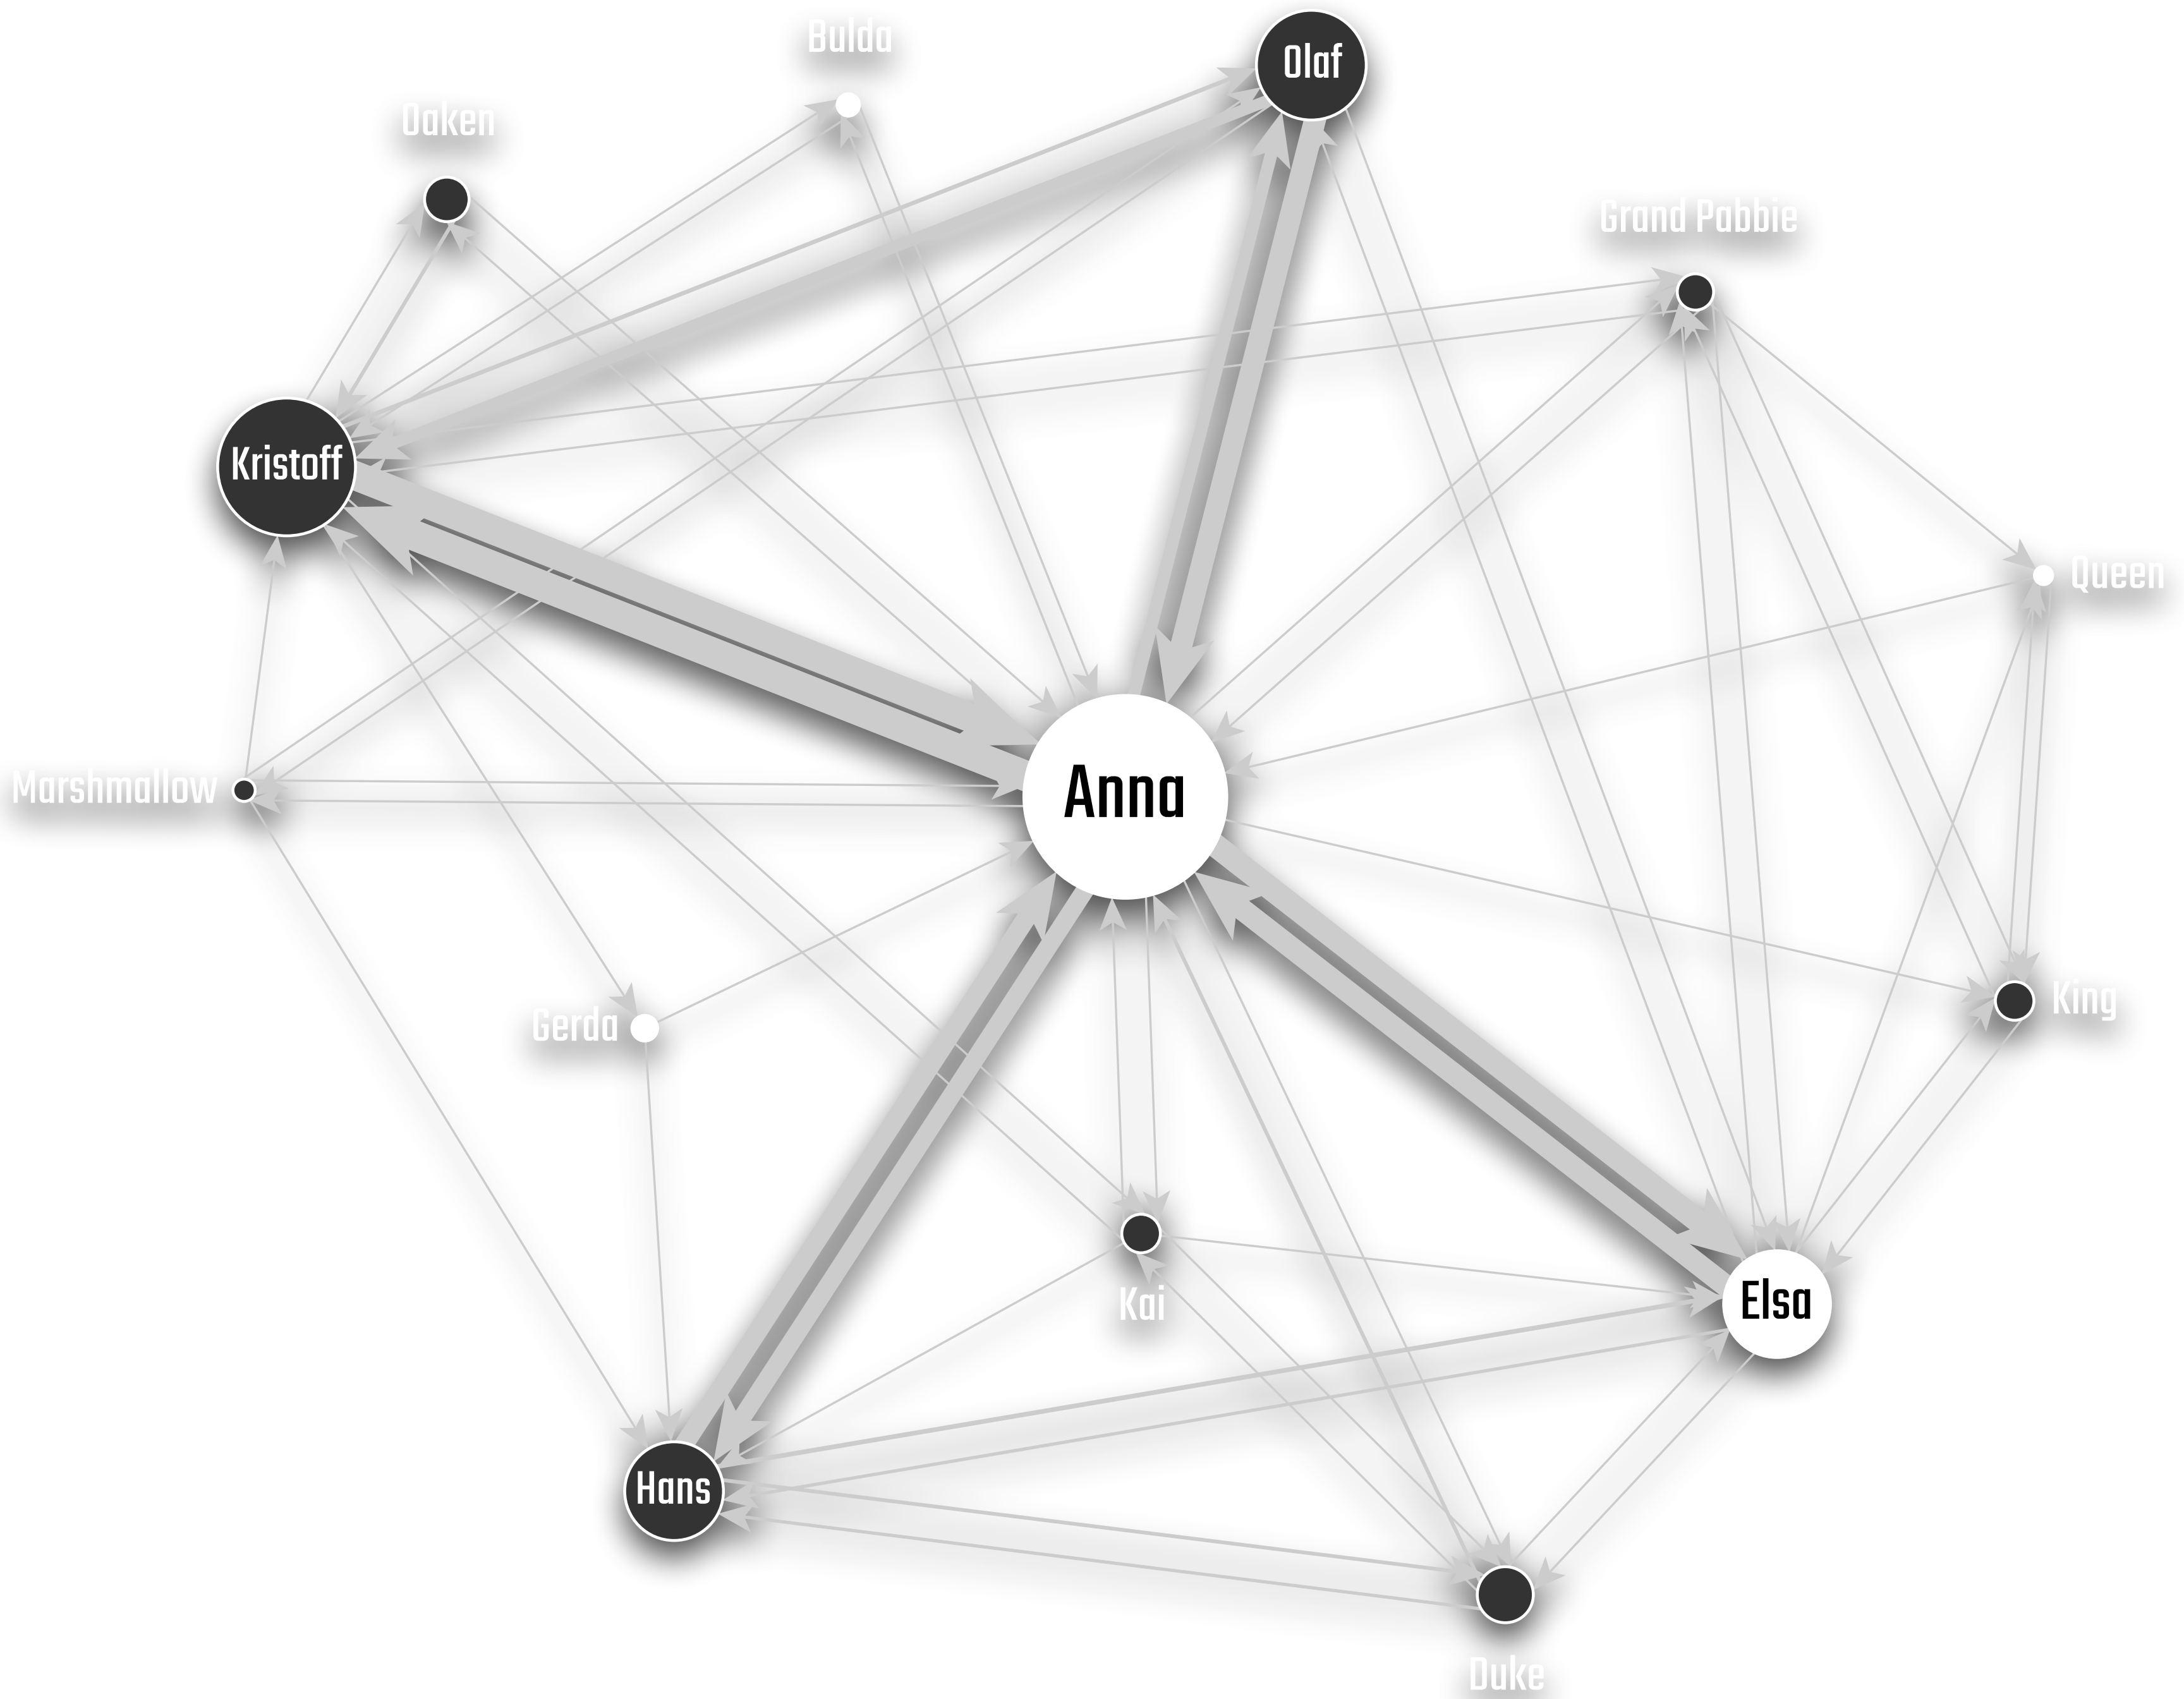 Bulda
Olaf
Oaken
Grand Pabbie
Kristoff
Queen
Marshmallow
Anna
King
Gerda
Kai
Elsa
Hans
Duke